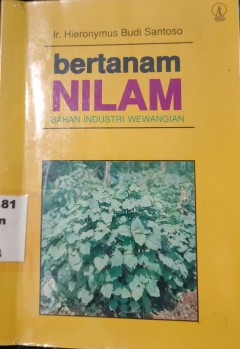 Ir. Hieronymus Budi Santoso
bertanam
NILAM
BAHAN INDUSTRI WEWANGIAN
.81